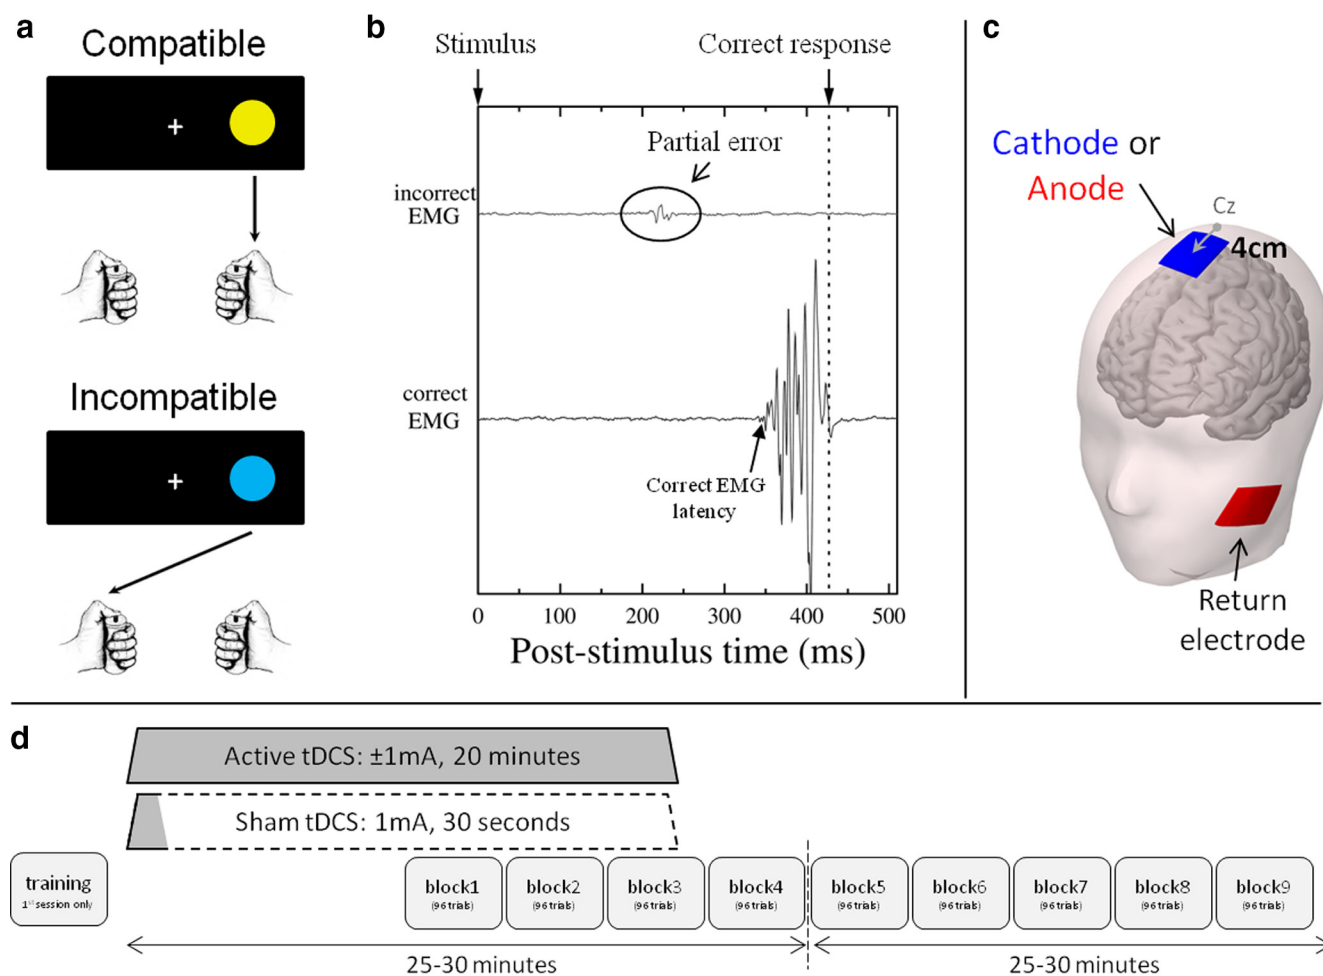 a
Compatible
+
Incompatible
+
b
Stimulus
Correct response
Partial error
incorrect
EMG
correct
EMG
Correct EMG
latency
0
100
200
300
400
500
Post-stimulus time (ms)
c
Cathode or
Anode
Cz
4cm
Return
electrode
d
Active tDCS: ±1mA, 20 minutes
Sham tDCS: 1mA, 30 seconds
training
1st session only
block1
(96 trials)
block2
(96 trials)
block3
(96 trials)
block4
(96 trials)
block5
(96 trials)
block6
(96 trials)
block7
(96 trials)
block8
(96 trials)
block9
(96 trials)
25-30 minutes
25-30 minutes